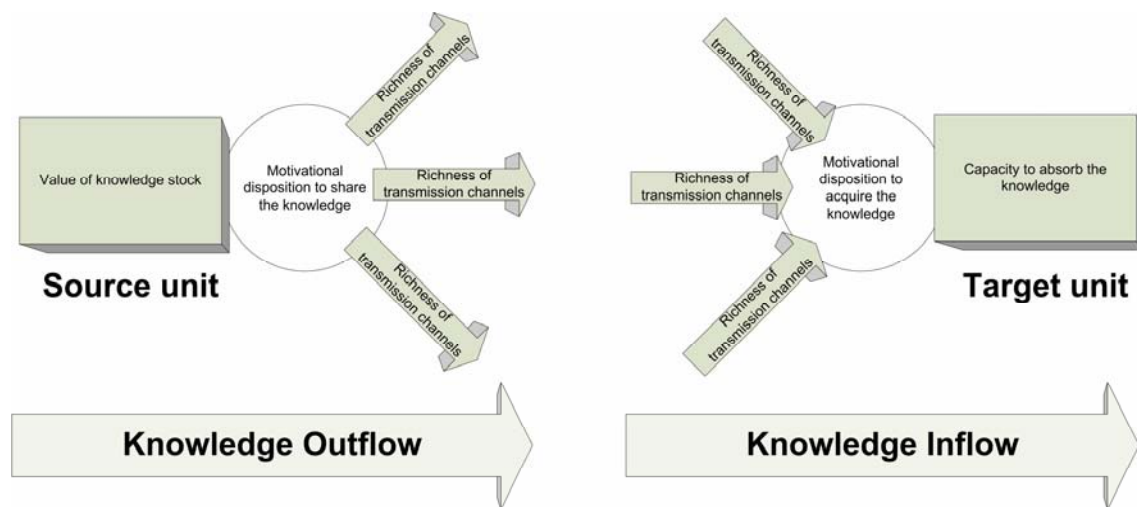 Value of knowledge stock
Motivational
disposition to share
the knowledge
Richness of
transmission channels
Richness of
transmission channels
Richness of
transmission channels
Source unit
Richness of
transmission channels
Richness of
transmission channels
Richness of
transmission channels
Motivational
disposition to
acquire the
knowledge
Capacity to absorb the
knowledge
Target unit
Knowledge Outflow
Knowledge Inflow